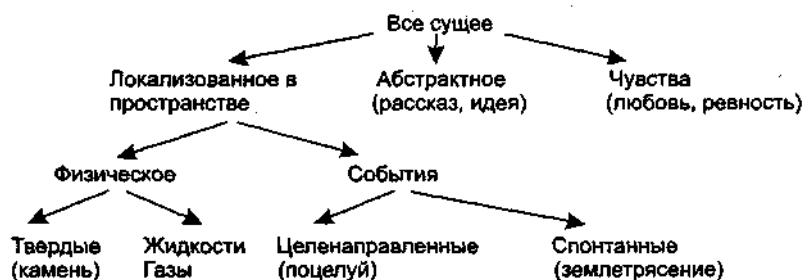 Все сущее
Локализованное в
пространстве
Абстрактное
(рассказ, идея)
Чувства
(любовь, ревность)
Физическое
События
Твердые
(камень)
Жидкости
Газы
Целенаправленные
(поцелуй)
Спонтанные
(землетрясение)